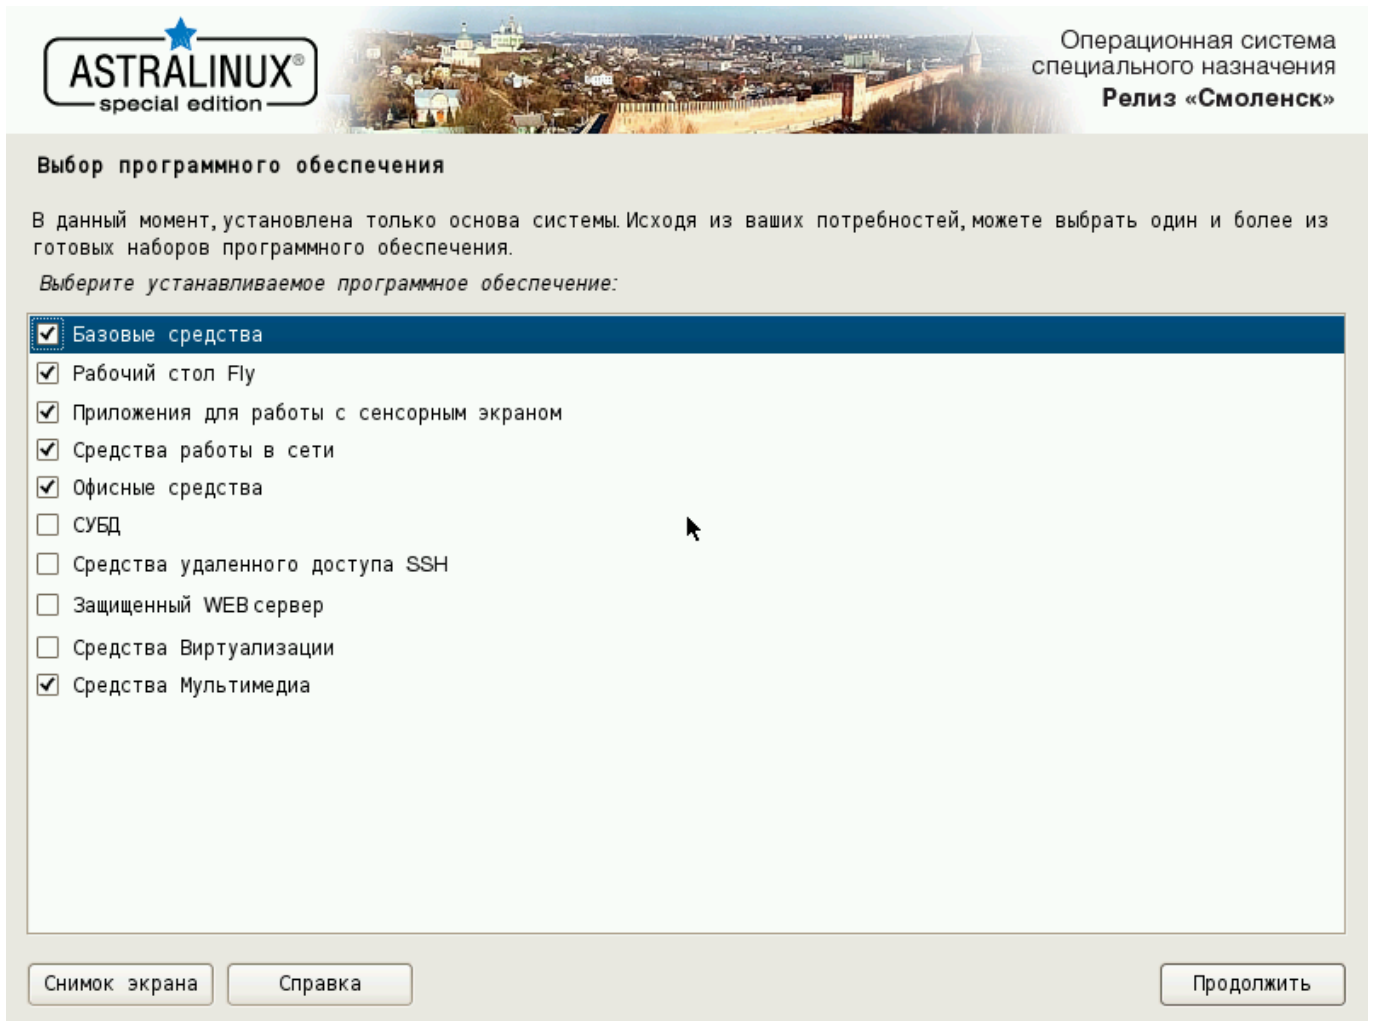 ASTRALINUX®
special edition
Операционная система
специального назначения
Релиз «Смоленск»
Выбор программного обеспечения
В данный момент, установлена только основа системы. Исходя из ваших потребностей, можете выбрать один и более из
готовых наборов программного обеспечения.
Выберите устанавливаемое программное обеспечение:
Базовые средства
Рабочий стол Fly
Приложения для работы с сенсорным экраном
Средства работы в сети
Офисные средства
СУБД
Средства удаленного доступа SSH
Защищенный WEB сервер
Средства Виртуализации
Средства Мультимедиа
Снимок экрана
Справка
Продолжить